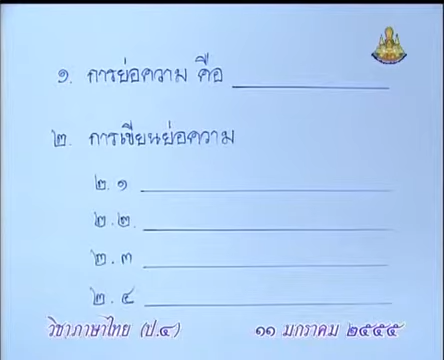 ๑. การย่อความ คือ
๒. การเขียนย่อความ
๒.๑
๒.๒.
๒.๓
๒.๔
วิชาภาษาไทย (ป.๔) ๑๑ มกราคม ๒๕๕๕